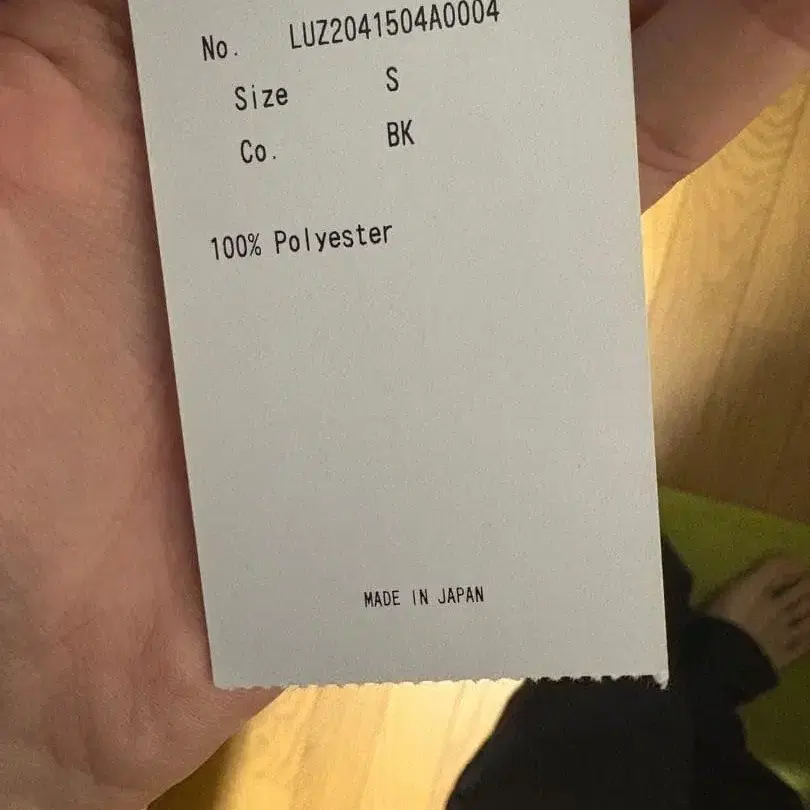 No. LUZ2041504A0004
Size S
Co. BK
100% Polyester
MADE IN JAPAN